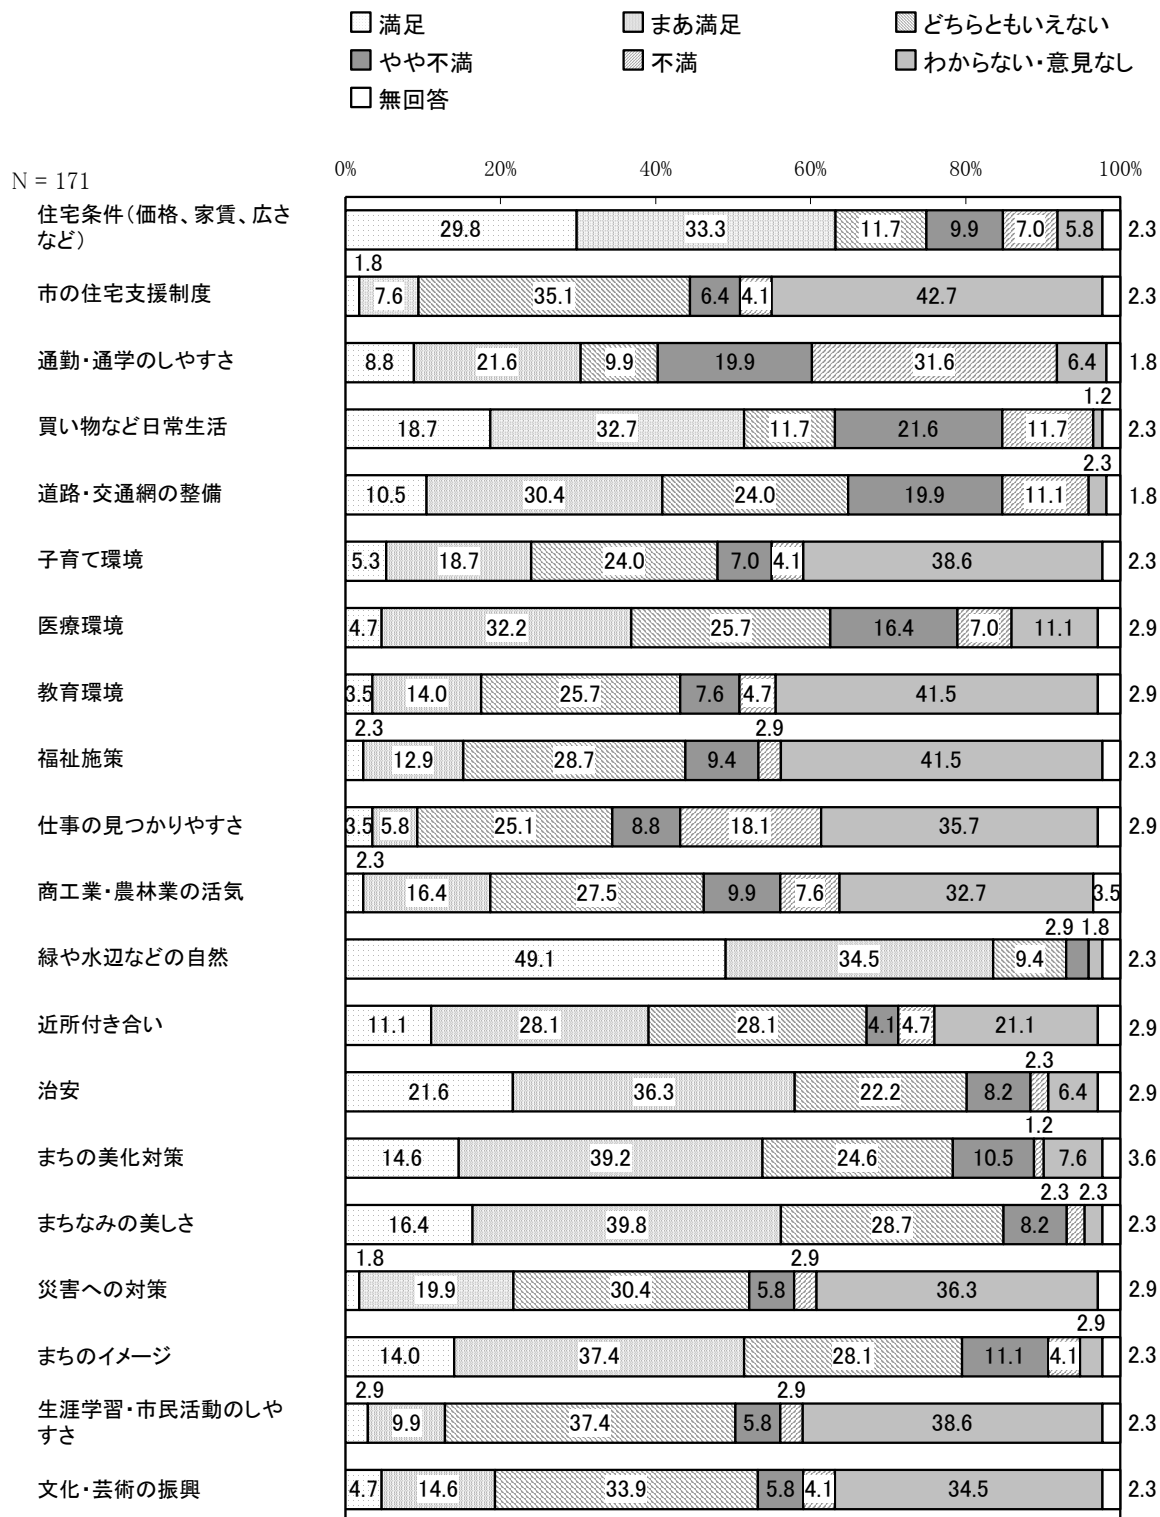 満足 まあ満足 どちらともいえない
やや不満 不満 わからない・意見なし
無回答
0% 20% 40% 60% 80% 100%
N = 171
住宅条件（価格、家賃、広さ
など）
29.8 33.3 11.7 9.9 7.0 5.8 2.3
1.8
市の住宅支援制度 7.6 35.1 6.4 4.1 42.7 2.3
通勤・通学のしやすさ 8.8 21.6 9.9 19.9 31.6 6.4 1.8
1.2
買い物など日常生活 18.7 32.7 11.7 21.6 11.7 2.3
2.3
道路・交通網の整備 10.5 30.4 24.0 19.9 11.1 1.8
子育て環境 5.3 18.7 24.0 7.0 4.1 38.6 2.3
医療環境 4.7 32.2 25.7 16.4 7.0 11.1 2.9
教育環境 3.5 14.0 25.7 7.6 4.7 41.5 2.9
2.3 2.9
福祉施策 12.9 28.7 9.4 41.5 2.3
仕事の見つかりやすさ 3.5 5.8 25.1 8.8 18.1 35.7 2.9
2.3
商工業・農林業の活気 16.4 27.5 9.9 7.6 32.7 3.5
2.9 1.8
緑や水辺などの自然 49.1 34.5 9.4 2.3
近所付き合い 11.1 28.1 28.1 4.1 4.7 21.1 2.9
2.3
治安 21.6 36.3 22.2 8.2 6.4 2.9
1.2
まちの美化対策 14.6 39.2 24.6 10.5 7.6 3.6
2.3 2.3
まちなみの美しさ 16.4 39.8 28.7 8.2 2.3
1.8 2.9
災害への対策 19.9 30.4 5.8 36.3 2.9
2.9
まちのイメージ 14.0 37.4 28.1 11.1 4.1 2.3
2.9 2.9
生涯学習・市民活動のしや
すさ
9.9 37.4 5.8 38.6 2.3
文化・芸術の振興 4.7 14.6 33.9 5.8 4.1 34.5 2.3